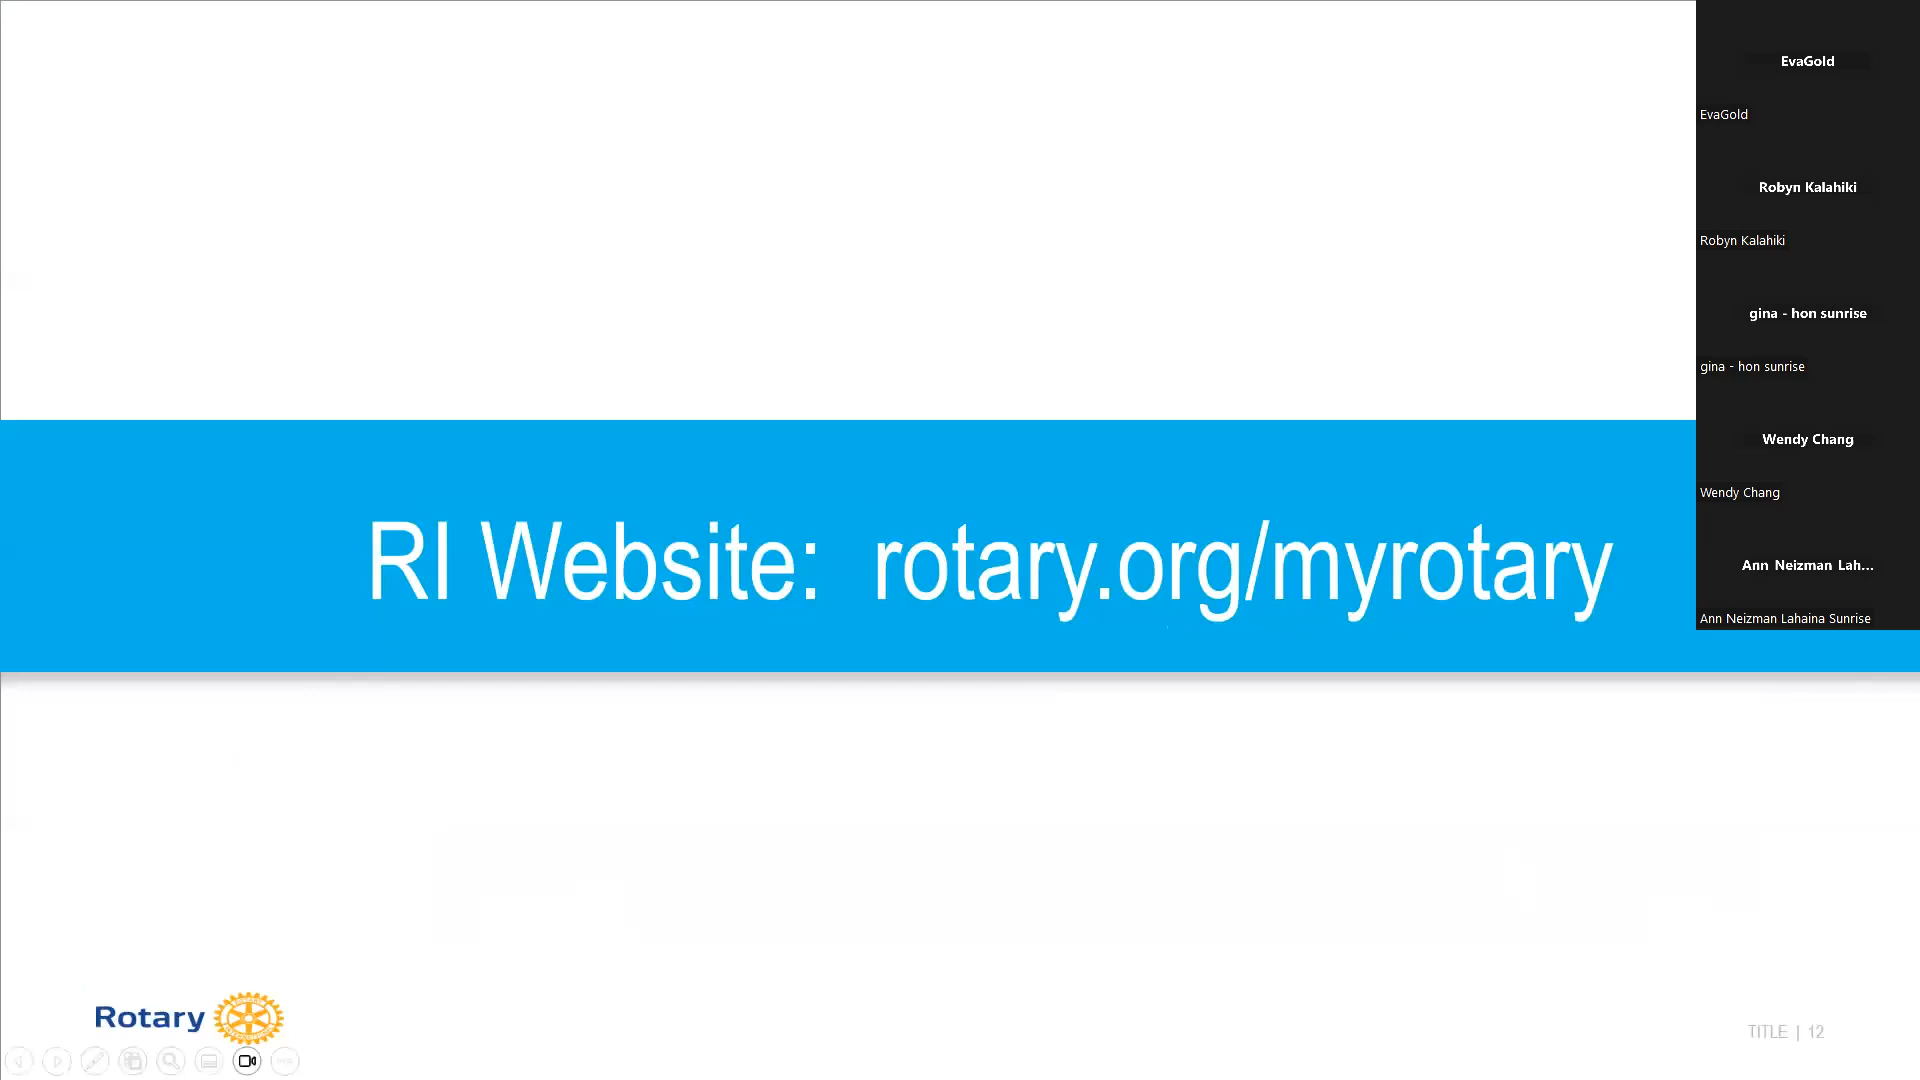 EvaGold
EvaGold
Robyn Kalahiki
Robyn Kalahiki
gina - hon sunrise
gina - hon sunrise
Wendy Chang
Wendy Chang
Ann Neizman Lah...
Ann Neizman Lahaina Sunrise
RI Website: rotary.org/myrotary
Rotary
TITLE | 12